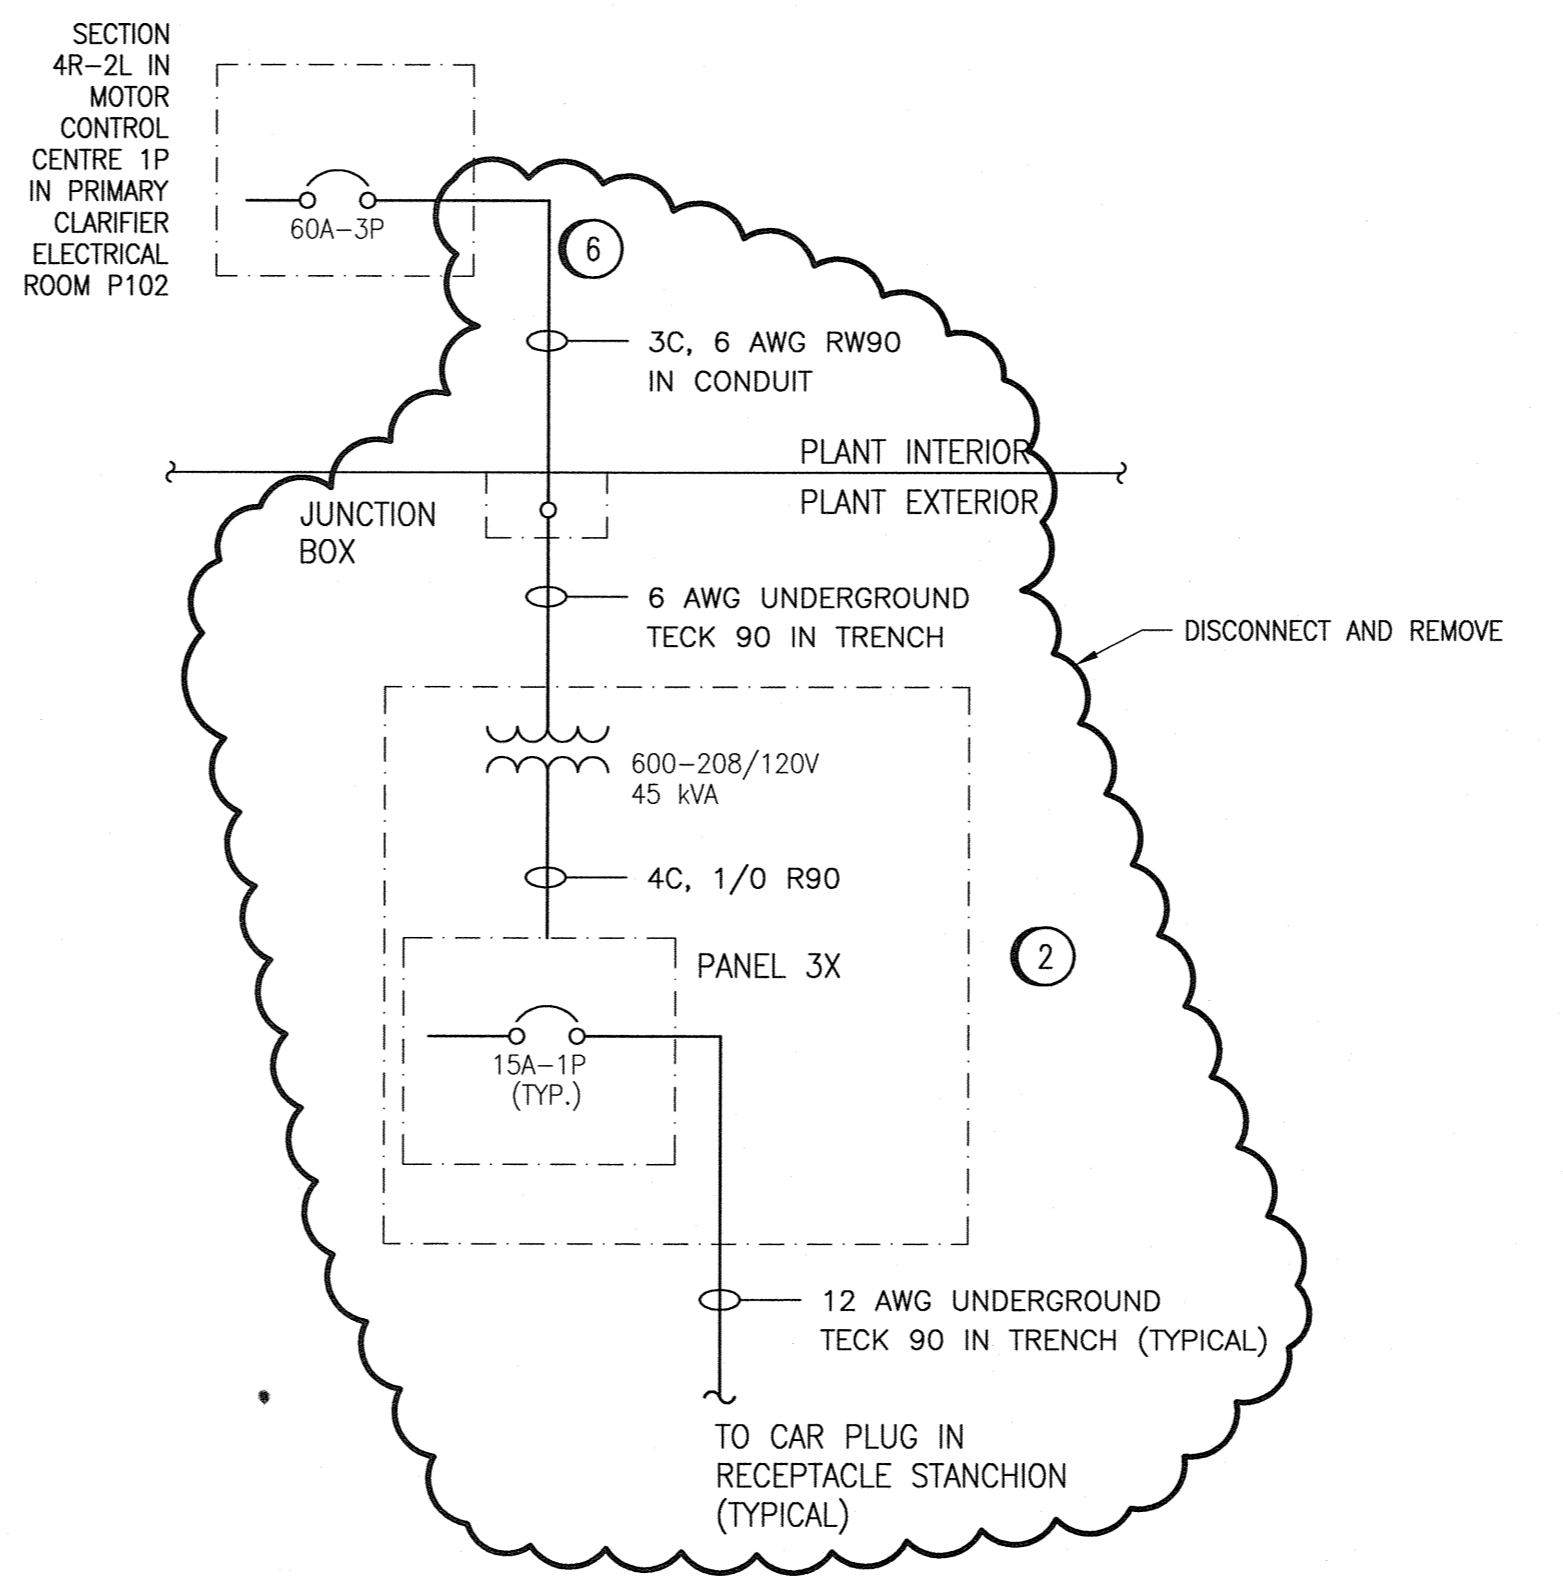 SECTION
4R-2L IN
MOTOR
CONTROL
CENTRE 1P
IN PRIMARY
CLARIFIER
ELECTRICAL
ROOM P102
60A-3P
6
3C, 6 AWG RW90
IN CONDUIT
PLANT INTERIOR
PLANT EXTERIOR
JUNCTION
BOX
6 AWG UNDERGROUND
TECK 90 IN TRENCH
DISCONNECT AND REMOVE
600-208/120V
45 kVA
4C, 1/0 R90
PANEL 3X
2
15A-1P
(TYP.)
12 AWG UNDERGROUND
TECK 90 IN TRENCH (TYPICAL)
TO CAR PLUG IN
RECEPTACLE STANCHION
(TYPICAL)